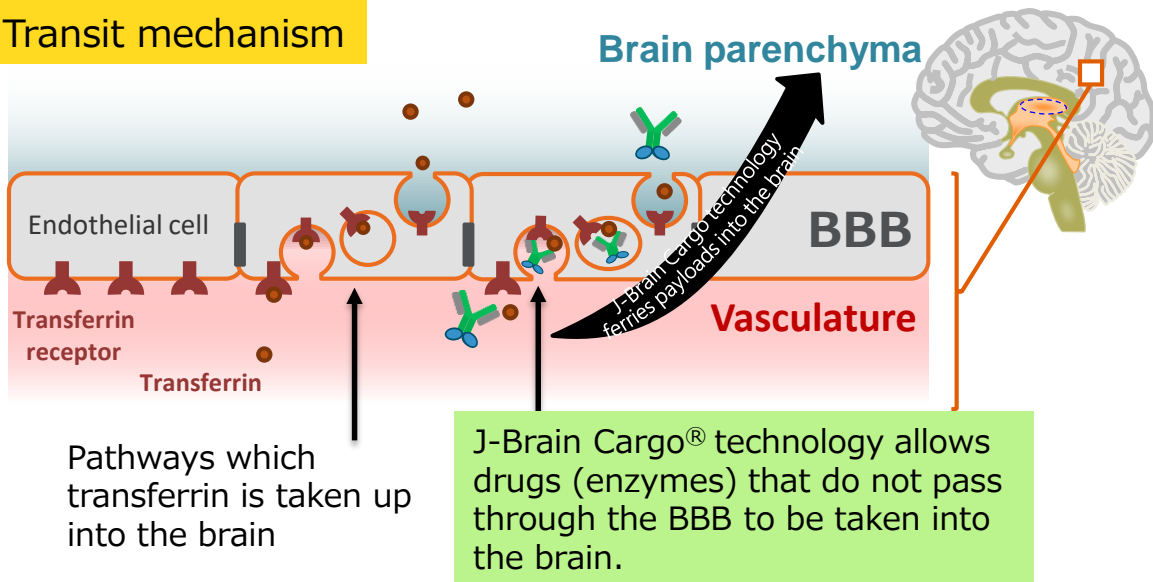 Transit mechanism
Brain parenchyma
Endothelial cell
BBB
J-Brain Cargo technology
ferries payloads into the brain
Vasculature
Transferrin
receptor
Transferrin
Pathways which
transferrin is taken up
into the brain
J-Brain Cargo® technology allows
drugs (enzymes) that do not pass
through the BBB to be taken into
the brain.